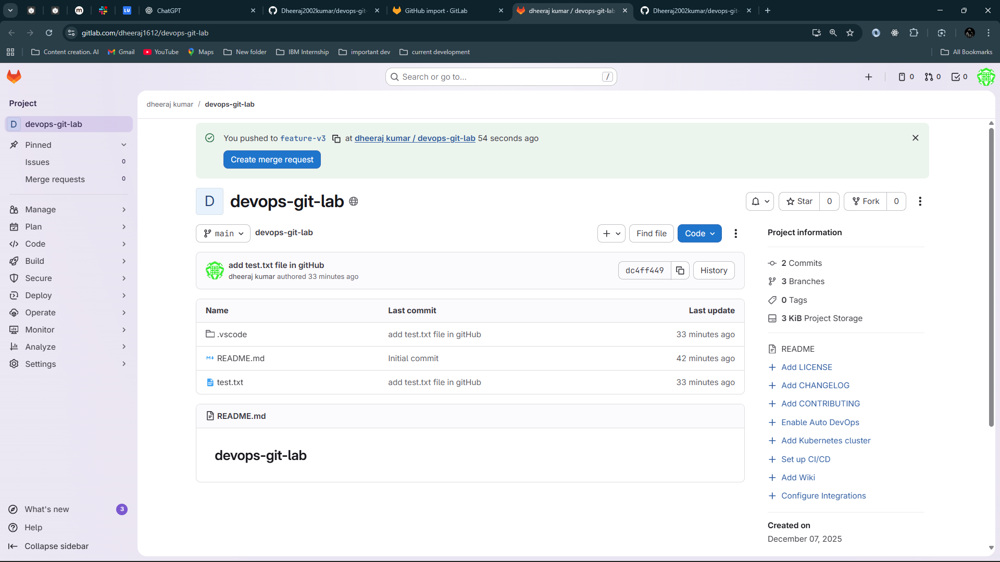 ChatGPT
Dheeraj2002kumar/devops-git-
GitHub import · GitLab
dheeraj kumar / devops-git-lab
Dheeraj2002kumar/devops-git-
gitlab.com/dheeraj1612/devops-git-lab
Content creation. AI
Gmail
YouTube
Maps
New folder
IBM Internship
important dev
current development
All Bookmarks
Search or go to...
/
0
0
0
Project
D devops-git-lab
Pinned
Issues 0
Merge requests 0
Manage
Plan
Code
Build
Secure
Deploy
Operate
Monitor
Analyze
Settings
What's new 3
Help
Collapse sidebar
dheeraj kumar / devops-git-lab
You pushed to feature-v3 at dheeraj kumar / devops-git-lab 54 seconds ago
Create merge request
D devops-git-lab
Star 0
Fork 0
main
devops-git-lab
Find file
Code
add test.txt file in gitHub
dheeraj kumar authored 33 minutes ago
dc4ff449
History
Name Last commit Last update
.vscode add test.txt file in gitHub 33 minutes ago
README.md Initial commit 42 minutes ago
test.txt add test.txt file in gitHub 33 minutes ago
README.md
devops-git-lab
Project information
2 Commits
3 Branches
0 Tags
3 KiB Project Storage
README
Add LICENSE
Add CHANGELOG
Add CONTRIBUTING
Enable Auto DevOps
Add Kubernetes cluster
Set up CI/CD
Add Wiki
Configure Integrations
Created on
December 07, 2025